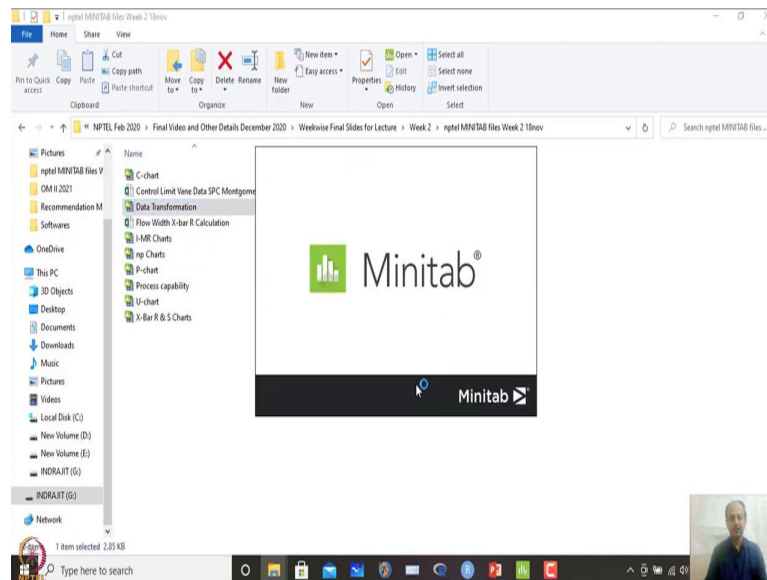 nptel MINITAB files Week 2 18nov
File Home Share View
Pin to Quick access
Copy
Paste
Cut
Copy path
Paste shortcut
Move to
Copy to
Delete
Rename
New folder
New item
Easy access
Properties
Open
Edit
History
Select all
Select none
Invert selection
Clipboard Organize New Open Select
« NPTEL Feb 2020 › Final Video and Other Details December 2020 › Weekwise Final Slides for Lecture › Week 2 › nptel MINITAB files Week 2 18nov
Search nptel MINITAB files ...
Pictures
nptel MINITAB files V
OM II 2021
Recommendation M
Softwares
OneDrive
This PC
3D Objects
Desktop
Documents
Downloads
Music
Pictures
Videos
Local Disk (C:)
New Volume (D:)
New Volume (E:)
INDRAJIT (G:)
INDRAJIT (G:)
Network
Name
C-chart
Control Limit Vane Data SPC Montgome
Data Transformation
Flow Width X-bar R Calculation
I-MR Charts
np Charts
P-chart
Process capability
U-chart
X-Bar R & S Charts
Minitab®
Minitab
1 item selected 2.85 KB
Type here to search
NPTEL